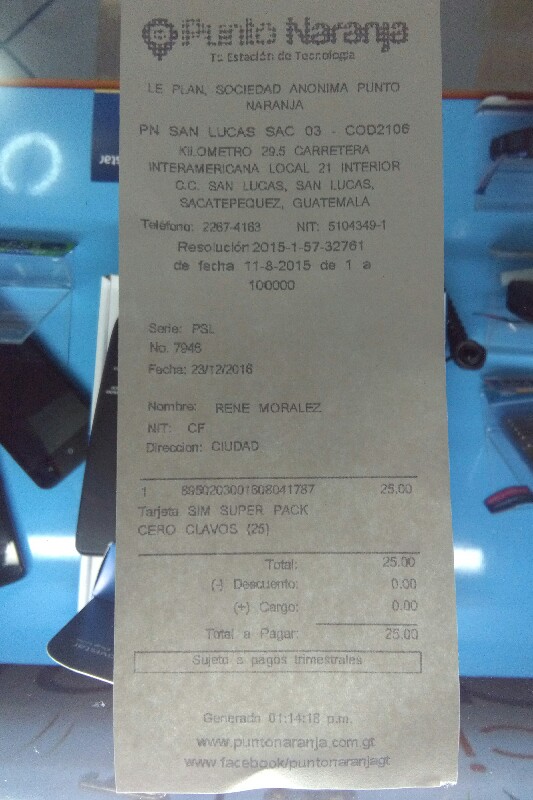 Punto Naranja
Tu Estación de Tecnología
LE PLAN, SOCIEDAD ANONIMA PUNTO
NARANJA
PN SAN LUCAS SAC 03 - COD2106
KILOMETRO 29.5 CARRETERA
INTERAMERICANA LOCAL 21 INTERIOR
C.C. SAN LUCAS, SAN LUCAS,
SACATEPEQUEZ, GUATEMALA
Teléfono: 2267-4163 NIT: 5104349-1
Resolución 2015-1-57-32761
de fecha 11-8-2015 de 1 a
100000
Serie: PSL
No. 7946
Fecha: 23/12/2016
Nombre: RENE MORALEZ
NIT: CF
Direccion: CIUDAD
1 8950203001808041787 25.00
Tarjeta SIM SUPER PACK
CERO CLAVOS (25)
Total: 25.00
(-) Descuento: 0.00
(+) Cargo: 0.00
Total a Pagar: 25.00
Sujeto a pagos trimestrales
Generado 01:14:18 p.m.
www.puntonaranja.com.gt
www.facebook/puntonaranjagt